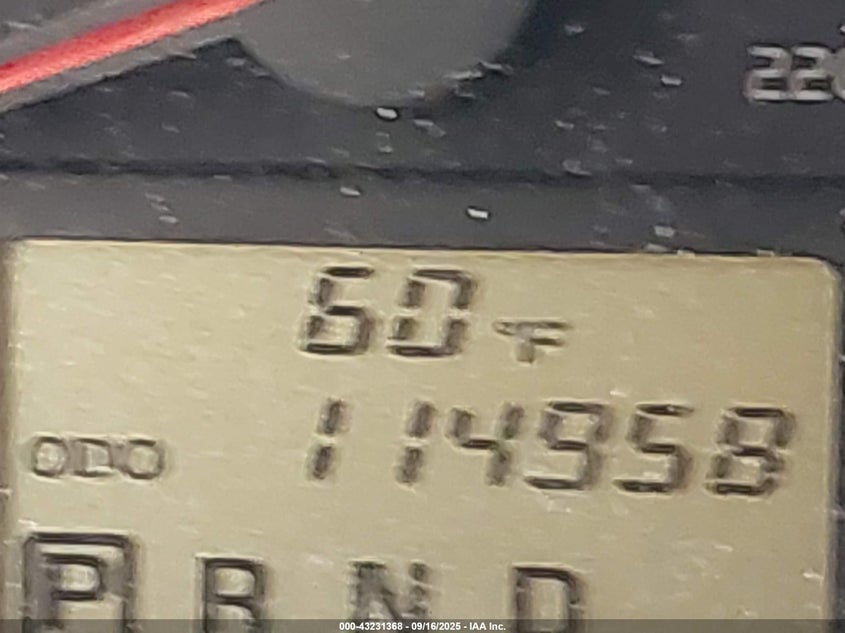 220
60°F
ODO 114958
P R N D
000-43231368 - 09/16/2025 - IAA Inc.